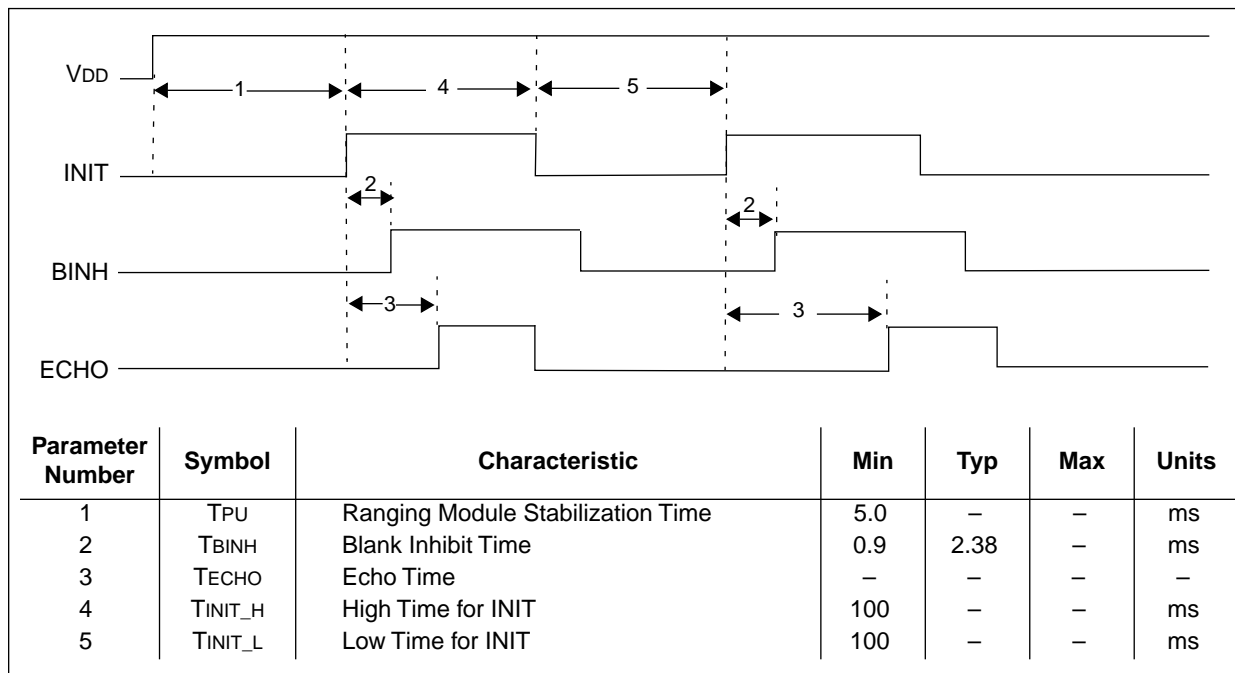 VDD
1
4
5
INIT
2
2
BINH
3
3
ECHO
Parameter Number Symbol Characteristic Min Typ Max Units
1 TPU Ranging Module Stabilization Time 5.0 – – ms
2 TBINH Blank Inhibit Time 0.9 2.38 – ms
3 TECHO Echo Time – – – –
4 TINIT_H High Time for INIT 100 – – ms
5 TINIT_L Low Time for INIT 100 – – ms